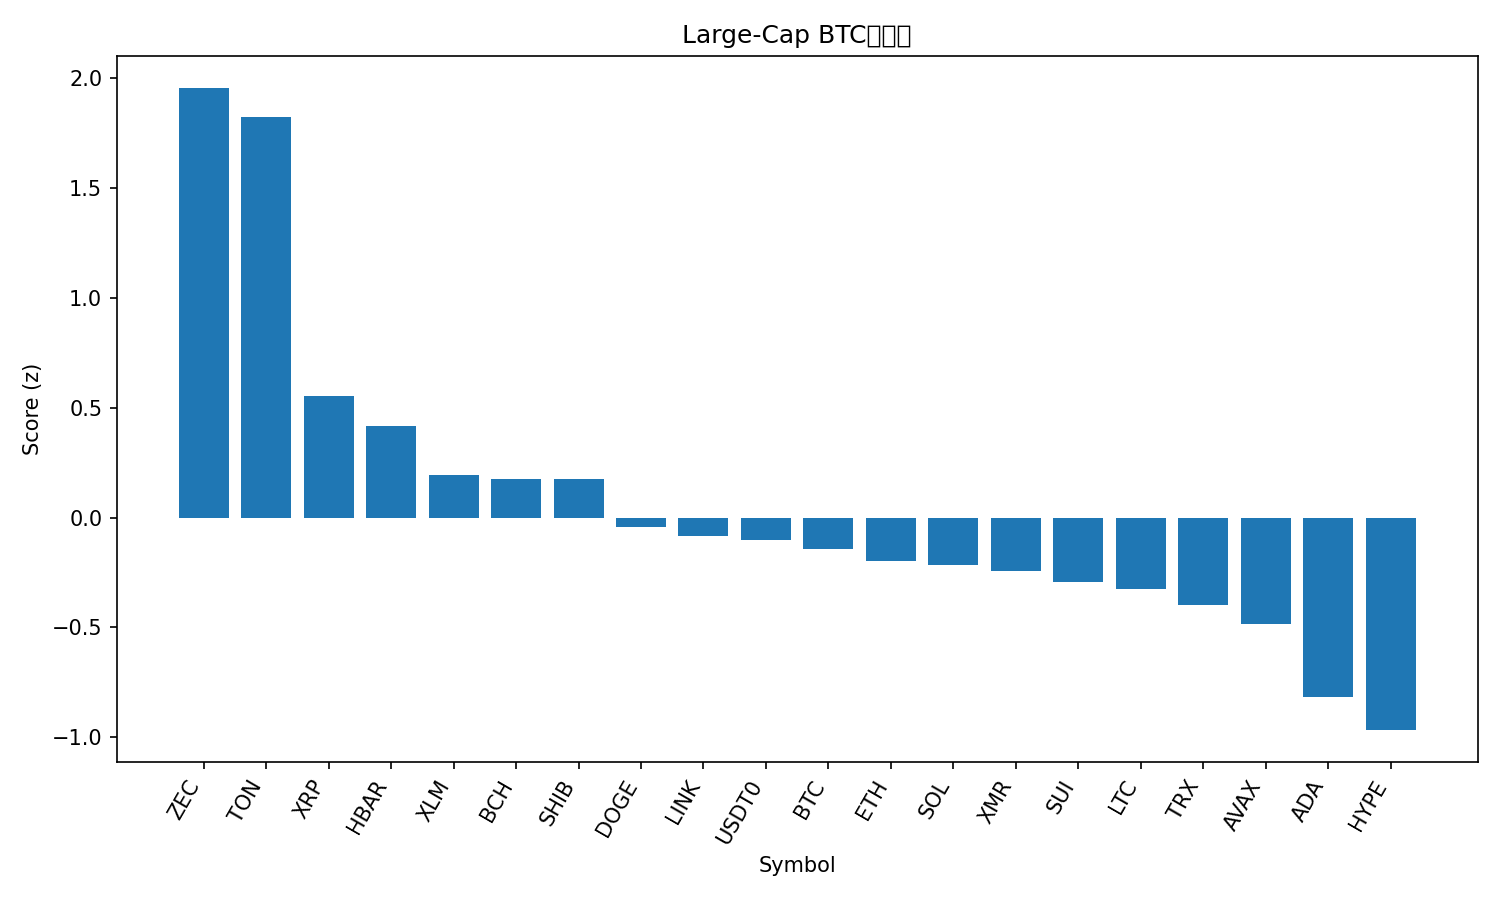 Large-Cap BTC
Score (z)
2.0
1.5
1.0
0.5
0.0
−0.5
−1.0
ZEC
TON
XRP
HBAR
XLM
BCH
SHIB
DOGE
LINK
USDT0
BTC
ETH
SOL
XMR
SUI
LTC
TRX
AVAX
ADA
HYPE
Symbol